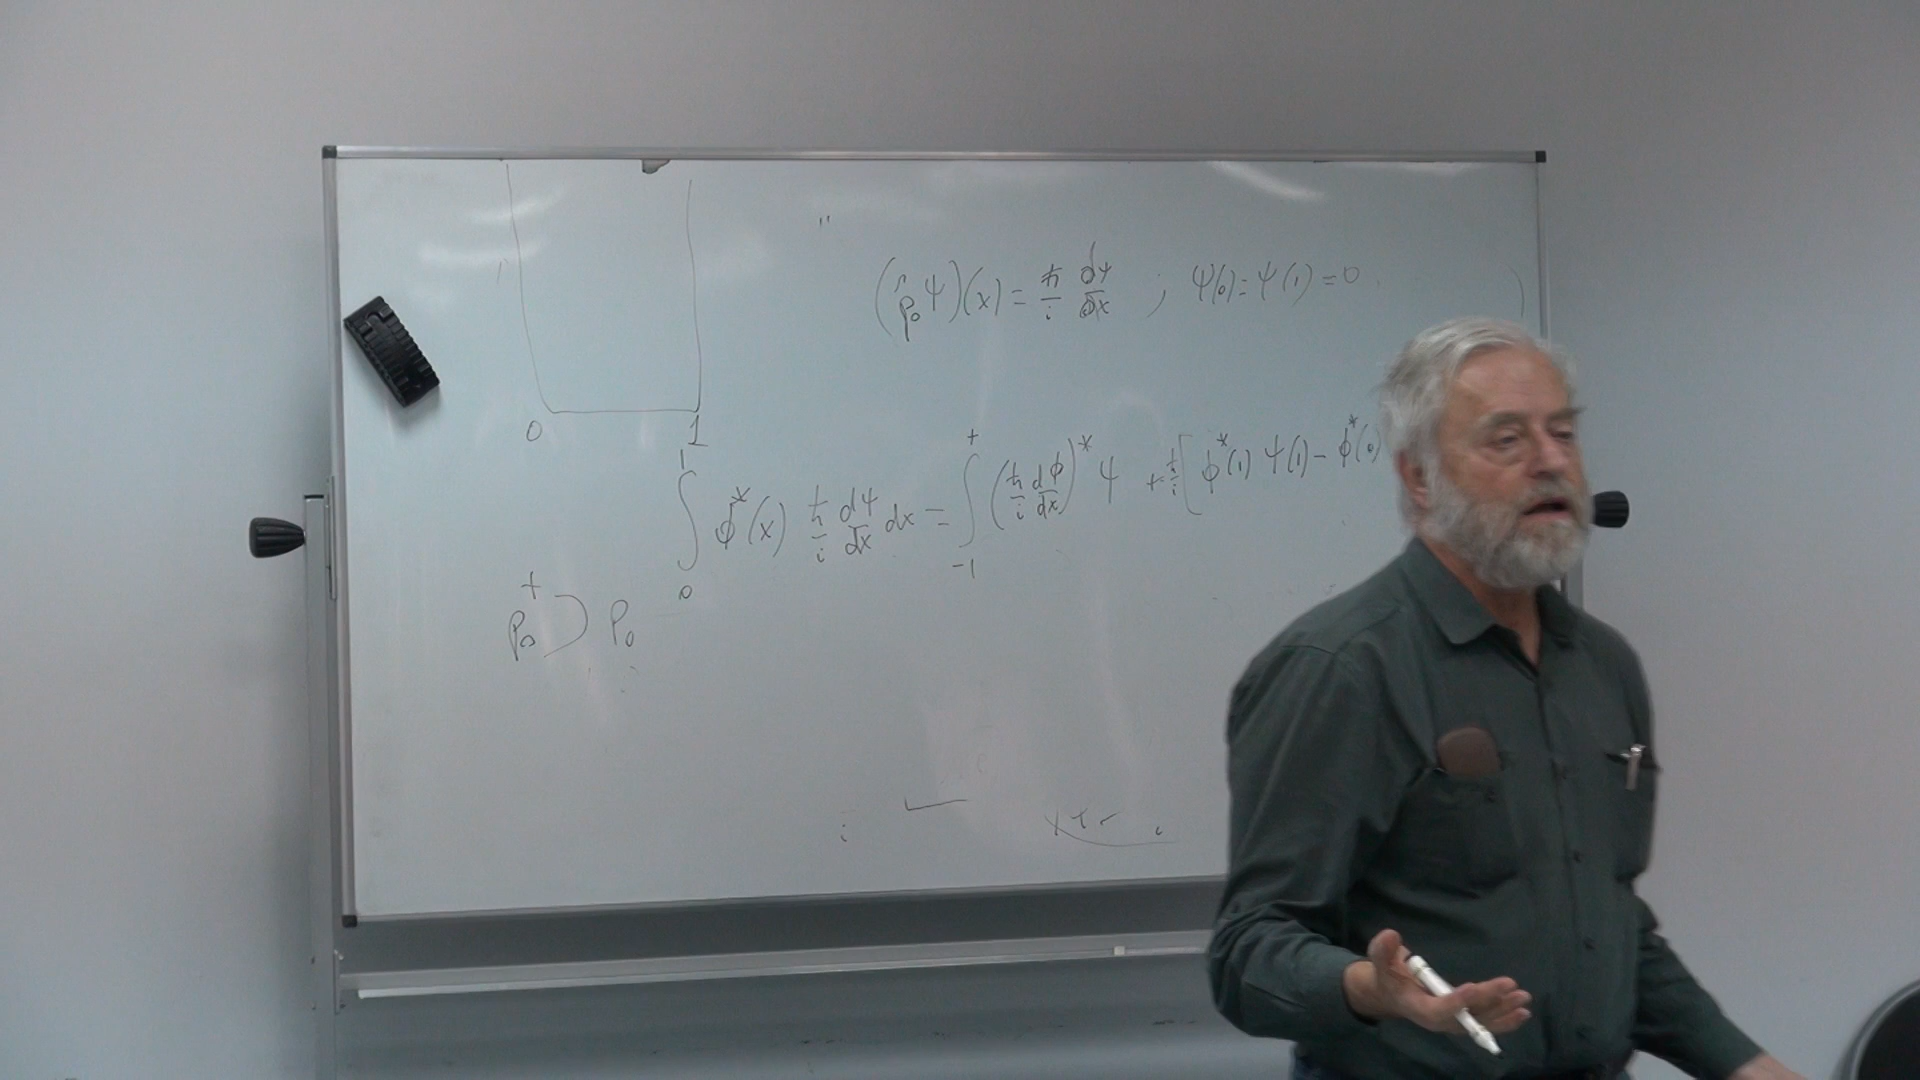 (p̂₀ψ)(x) = ħ/i dψ/dx ; ψ(0) = ψ(1) = 0
0 1
∫₀¹ φ*(x) ħ/i dψ/dx dx = ∫₋₁⁺ (ħ/i dφ/dx)* ψ + ħ/i [φ*(1) ψ(1) − φ*(0)
p₀⁺ ⊃ p₀